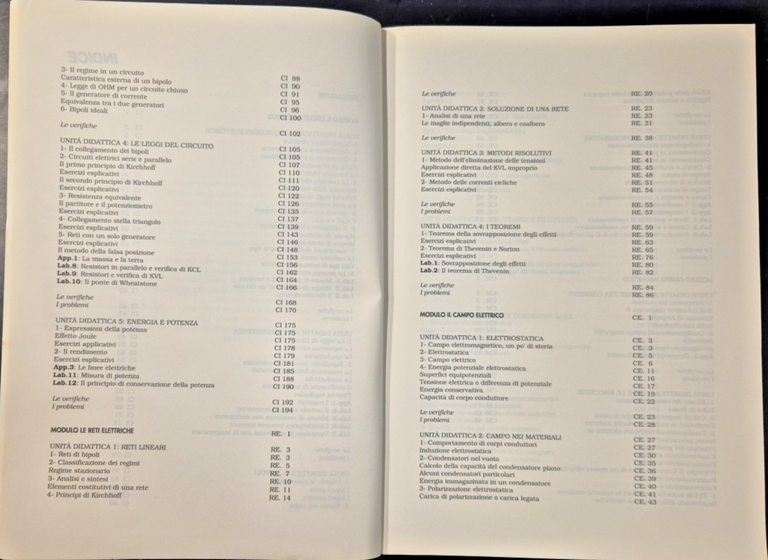 INDICE
3- Il regime in un circuito CI 88
Caratteristica esterna di un bipolo CI 90
4- Legge di OHM per un circuito chiuso CI 91
5- Il generatore di corrente CI 95
Equivalenza tra i due generatori CI 96
6- Bipoli ideali CI 100
Le verifiche CI 102
UNITÀ DIDATTICA 4: LE LEGGI DEL CIRCUITO CI 105
1- Il collegamento dei bipoli CI 105
2- Circuiti elettrici serie e parallelo CI 107
Il primo principio di Kirchhoff CI 110
Esercizi esplicativi CI 111
Il secondo principio di Kirchhoff CI 120
Esercizi esplicativi CI 122
3- Resistenza equivalente CI 126
Il partitore e il potenziometro CI 135
Esercizi esplicativi CI 137
4- Collegamento stella triangolo CI 139
Esercizi esplicativi CI 143
5- Reti con un solo generatore CI 146
Esercizi esplicativi CI 148
Il metodo della falsa posizione CI 153
App.1: La massa e la terra CI 156
Lab.8: Resistori in parallelo e verifica di KCL CI 162
Lab.9: Resistori e verifica di KVL CI 164
Lab.10: Il ponte di Wheatstone CI 166
Le verifiche CI 168
I problemi CI 170
UNITÀ DIDATTICA 5: ENERGIA E POTENZA CI 175
1- Espressioni della potenza CI 175
Effetto Joule CI 175
Esercizi applicativi CI 178
2- Il rendimento CI 179
Esercizi esplicativi CI 181
App.3: Le linee elettriche CI 185
Lab.11: Misura di potenza CI 188
Lab.12: Il principio di conservazione della potenza CI 190
Le verifiche CI 192
I problemi CI 194
MODULO LE RETI ELETTRICHE RE. 1
UNITÀ DIDATTICA 1: RETI LINEARI RE. 3
1- Reti di bipoli RE. 3
2- Classificazione dei regimi RE. 5
Regime stazionario RE. 7
3- Analisi e sintesi RE. 10
Elementi costitutivi di una rete RE. 11
4- Principi di Kirchhoff RE. 14
Le verifiche RE. 20
UNITÀ DIDATTICA 2: SOLUZIONE DI UNA RETE RE. 23
1- Analisi di una rete RE. 23
Le maglie indipendenti, albero e coalbero RE. 31
Le verifiche RE. 38
UNITÀ DIDATTICA 3: METODI RISOLUTIVI RE. 41
1- Metodo dell'eliminazione delle tensioni RE. 41
Applicazione diretta del KVL improprio RE. 45
Esercizi esplicativi RE. 48
2- Metodo delle correnti cicliche RE. 51
Esercizi esplicativi RE. 54
Le verifiche RE. 55
I problemi RE. 57
UNITÀ DIDATTICA 4: I TEOREMI RE. 59
1- Teorema della sovrapposizione degli effetti RE. 59
Esercizi esplicativi RE. 63
2- Teorema di Thevenin e Norton RE. 65
Esercizi esplicativi RE. 76
Lab.1: Sovrapposizione degli effetti RE. 80
Lab.2: Il teorema di Thevenin RE. 82
Le verifiche RE. 84
I problemi RE. 86
MODULO IL CAMPO ELETTRICO CE. 1
UNITÀ DIDATTICA 1: ELETTROSTATICA CE. 3
1- Campo elettromagnetico, un po' di storia CE. 3
2- Elettrostatica CE. 5
3- Campo elettrico CE. 6
4- Energia potenziale elettrostatica CE. 11
Superfici equipotenziali CE. 16
Tensione elettrica o differenza di potenziale CE. 17
Energia conservativa CE. 19
Capacità di corpo conduttore CE. 22
Le verifiche CE.
I problemi CE.
UNITÀ DIDATTICA 2: CAMPO NEI MATERIALI CE. 27
1- Comportamento di corpi conduttori CE. 27
Induzione elettrostatica CE. 30
2- Condensatori nel vuoto CE. 35
Calcolo della capacità del condensatore piano CE. 36
Alcuni condensatori particolari CE. 39
Energia immagazinata in un condensatore CE. 40
3- Polarizzazione elettrostatica CE. 41
Carica di polarizzazione a carica legata CE. 43